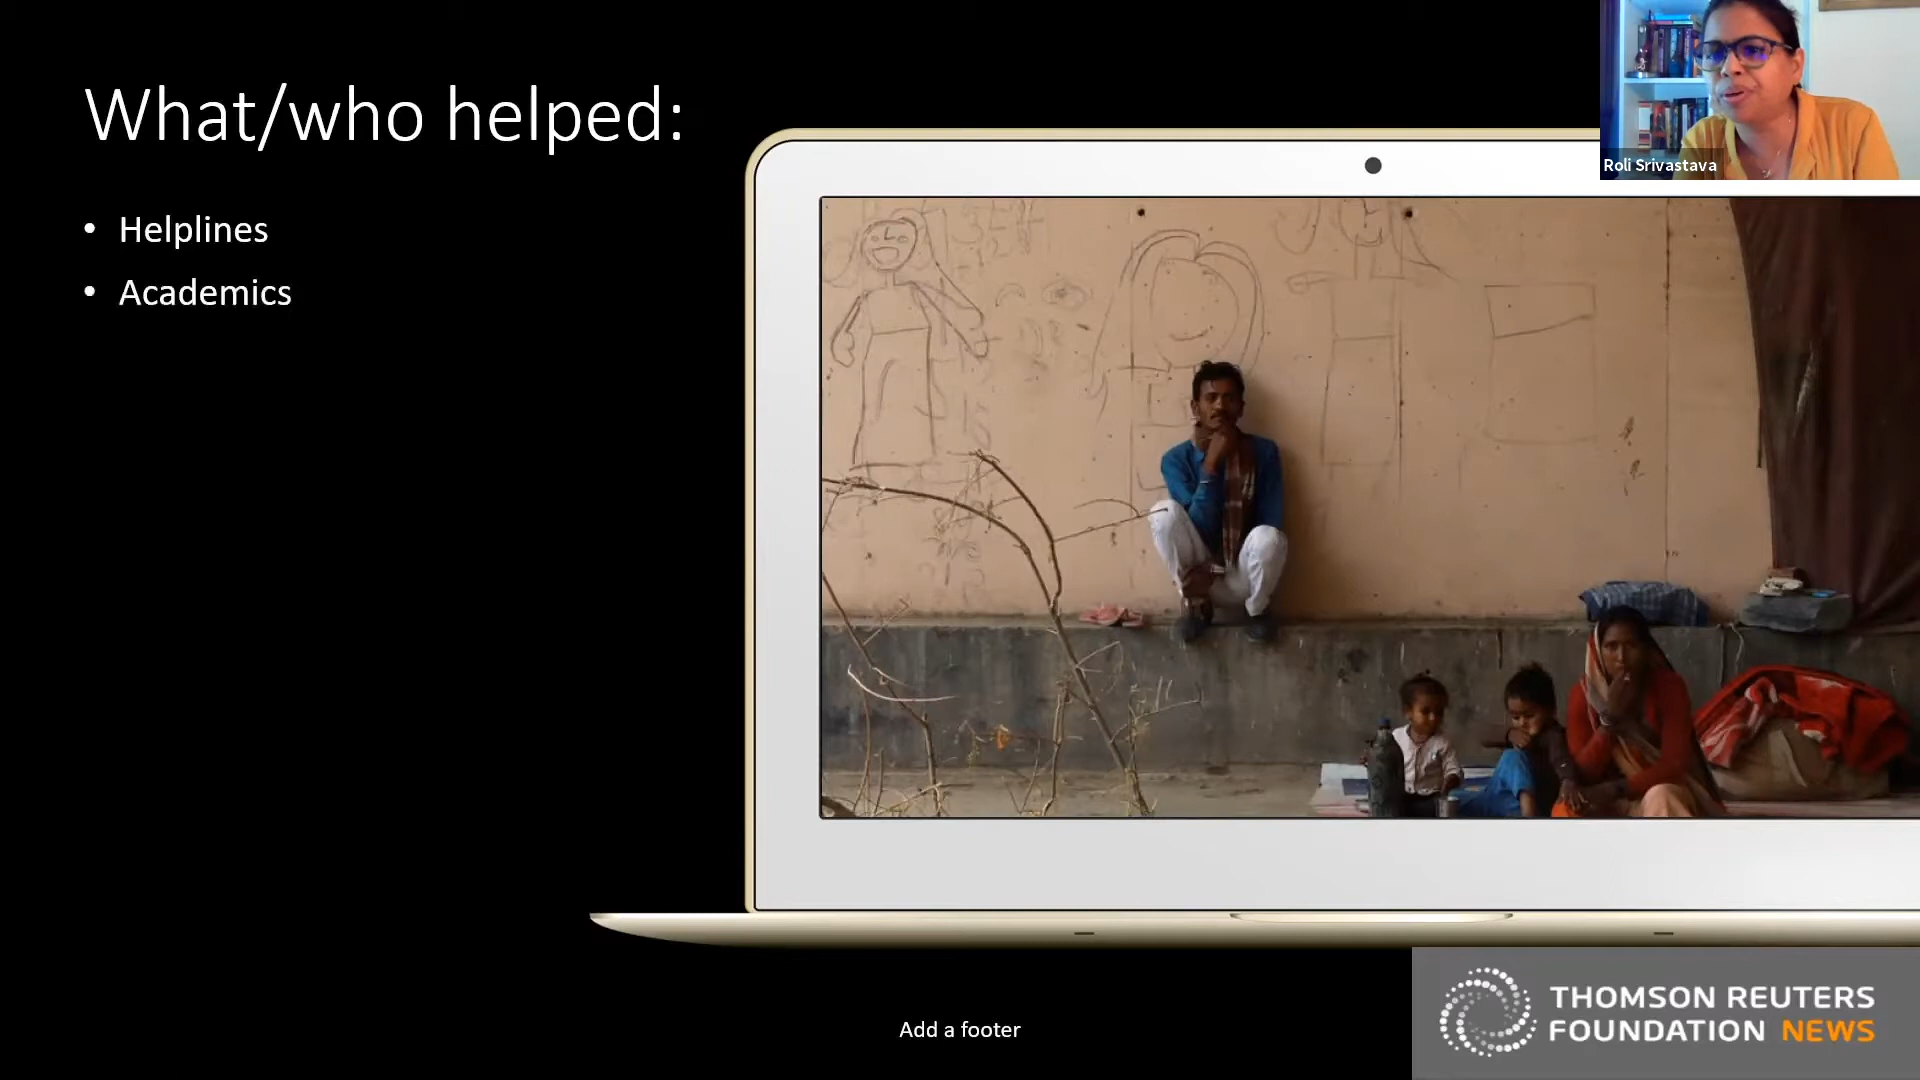 What/who helped:
Roli Srivastava
• Helplines
• Academics
Add a footer
THOMSON REUTERS
FOUNDATION NEWS